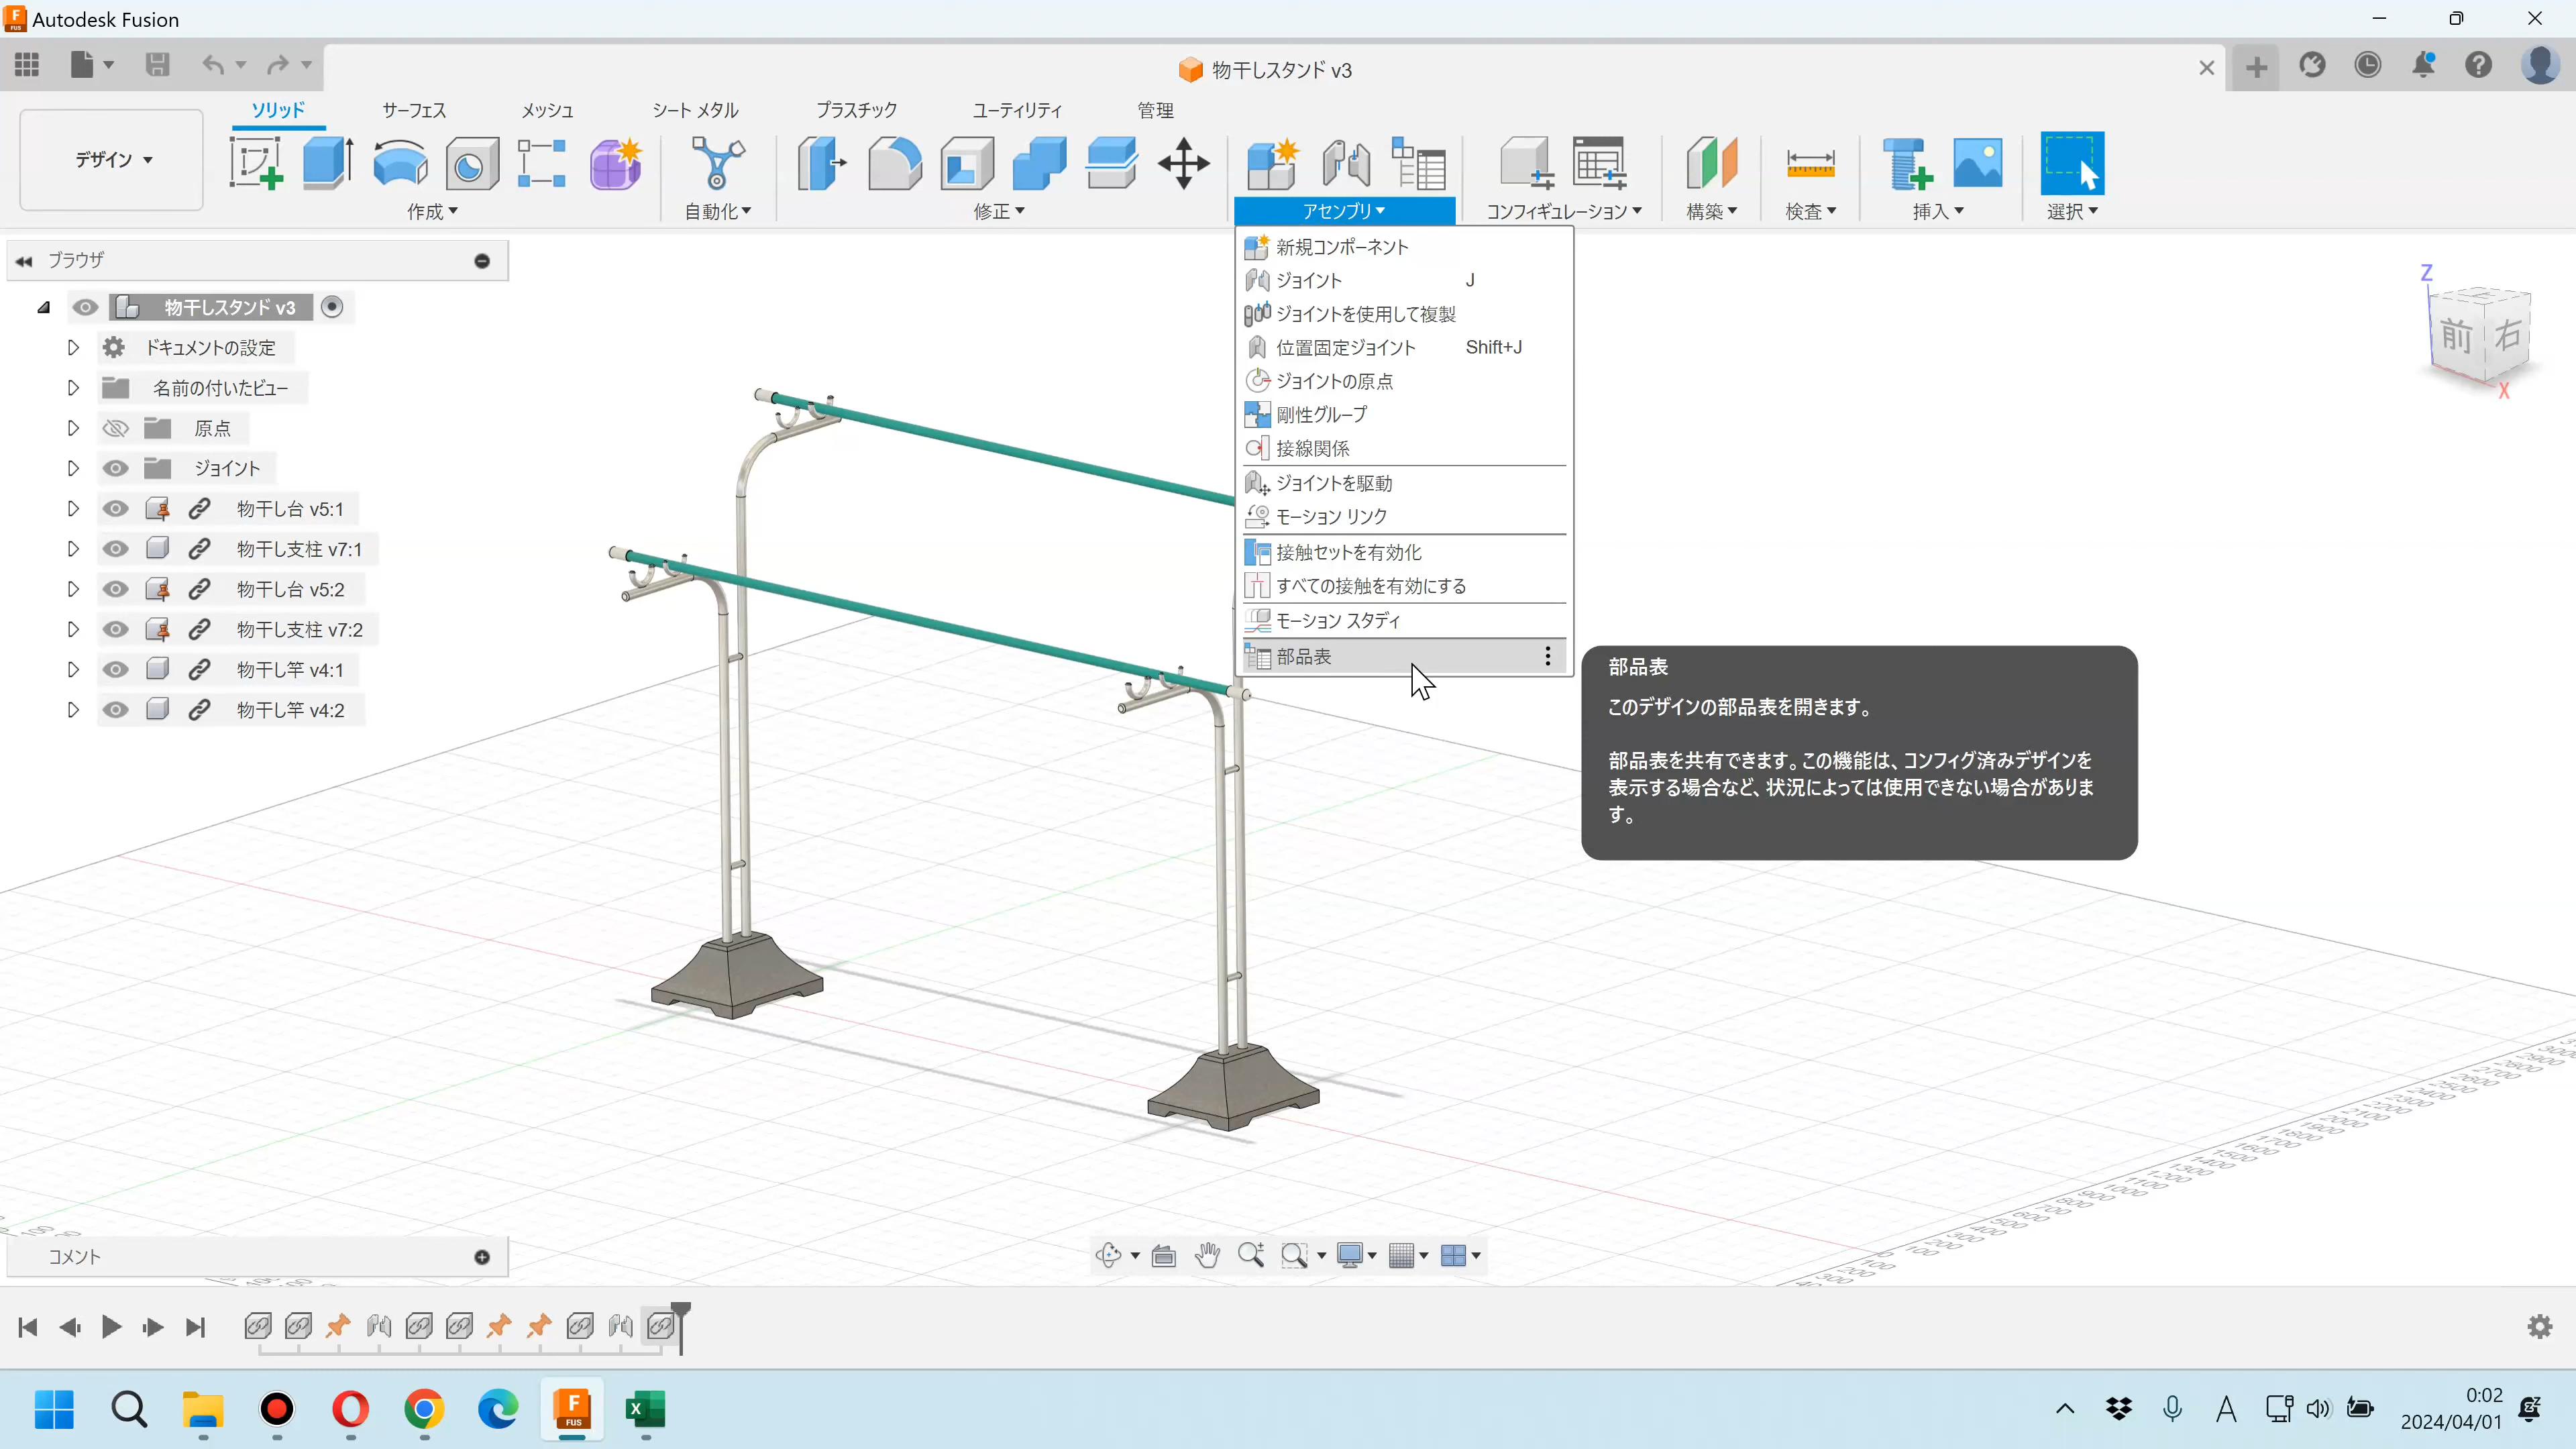 Autodesk Fusion
物干しスタンド v3
ソリッド
サーフェス
メッシュ
シート メタル
プラスチック
ユーティリティ
管理
デザイン
作成
自動化
修正
アセンブリ
コンフィギュレーション
構築
検査
挿入
選択
ブラウザ
物干しスタンド v3
ドキュメントの設定
名前の付いたビュー
原点
ジョイント
物干し台 v5:1
物干し支柱 v7:1
物干し台 v5:2
物干し支柱 v7:2
物干し竿 v4:1
物干し竿 v4:2
新規コンポーネント
ジョイント J
ジョイントを使用して複製
位置固定ジョイント Shift+J
ジョイントの原点
剛性グループ
接線関係
ジョイントを駆動
モーション リンク
接触セットを有効化
すべての接触を有効にする
モーション スタディ
部品表
部品表
このデザインの部品表を開きます。
部品表を共有できます。この機能は、コンフィグ済みデザインを
表示する場合など、状況によっては使用できない場合がありま
す。
Z
前
右
X
コメント
0:02
2024/04/01